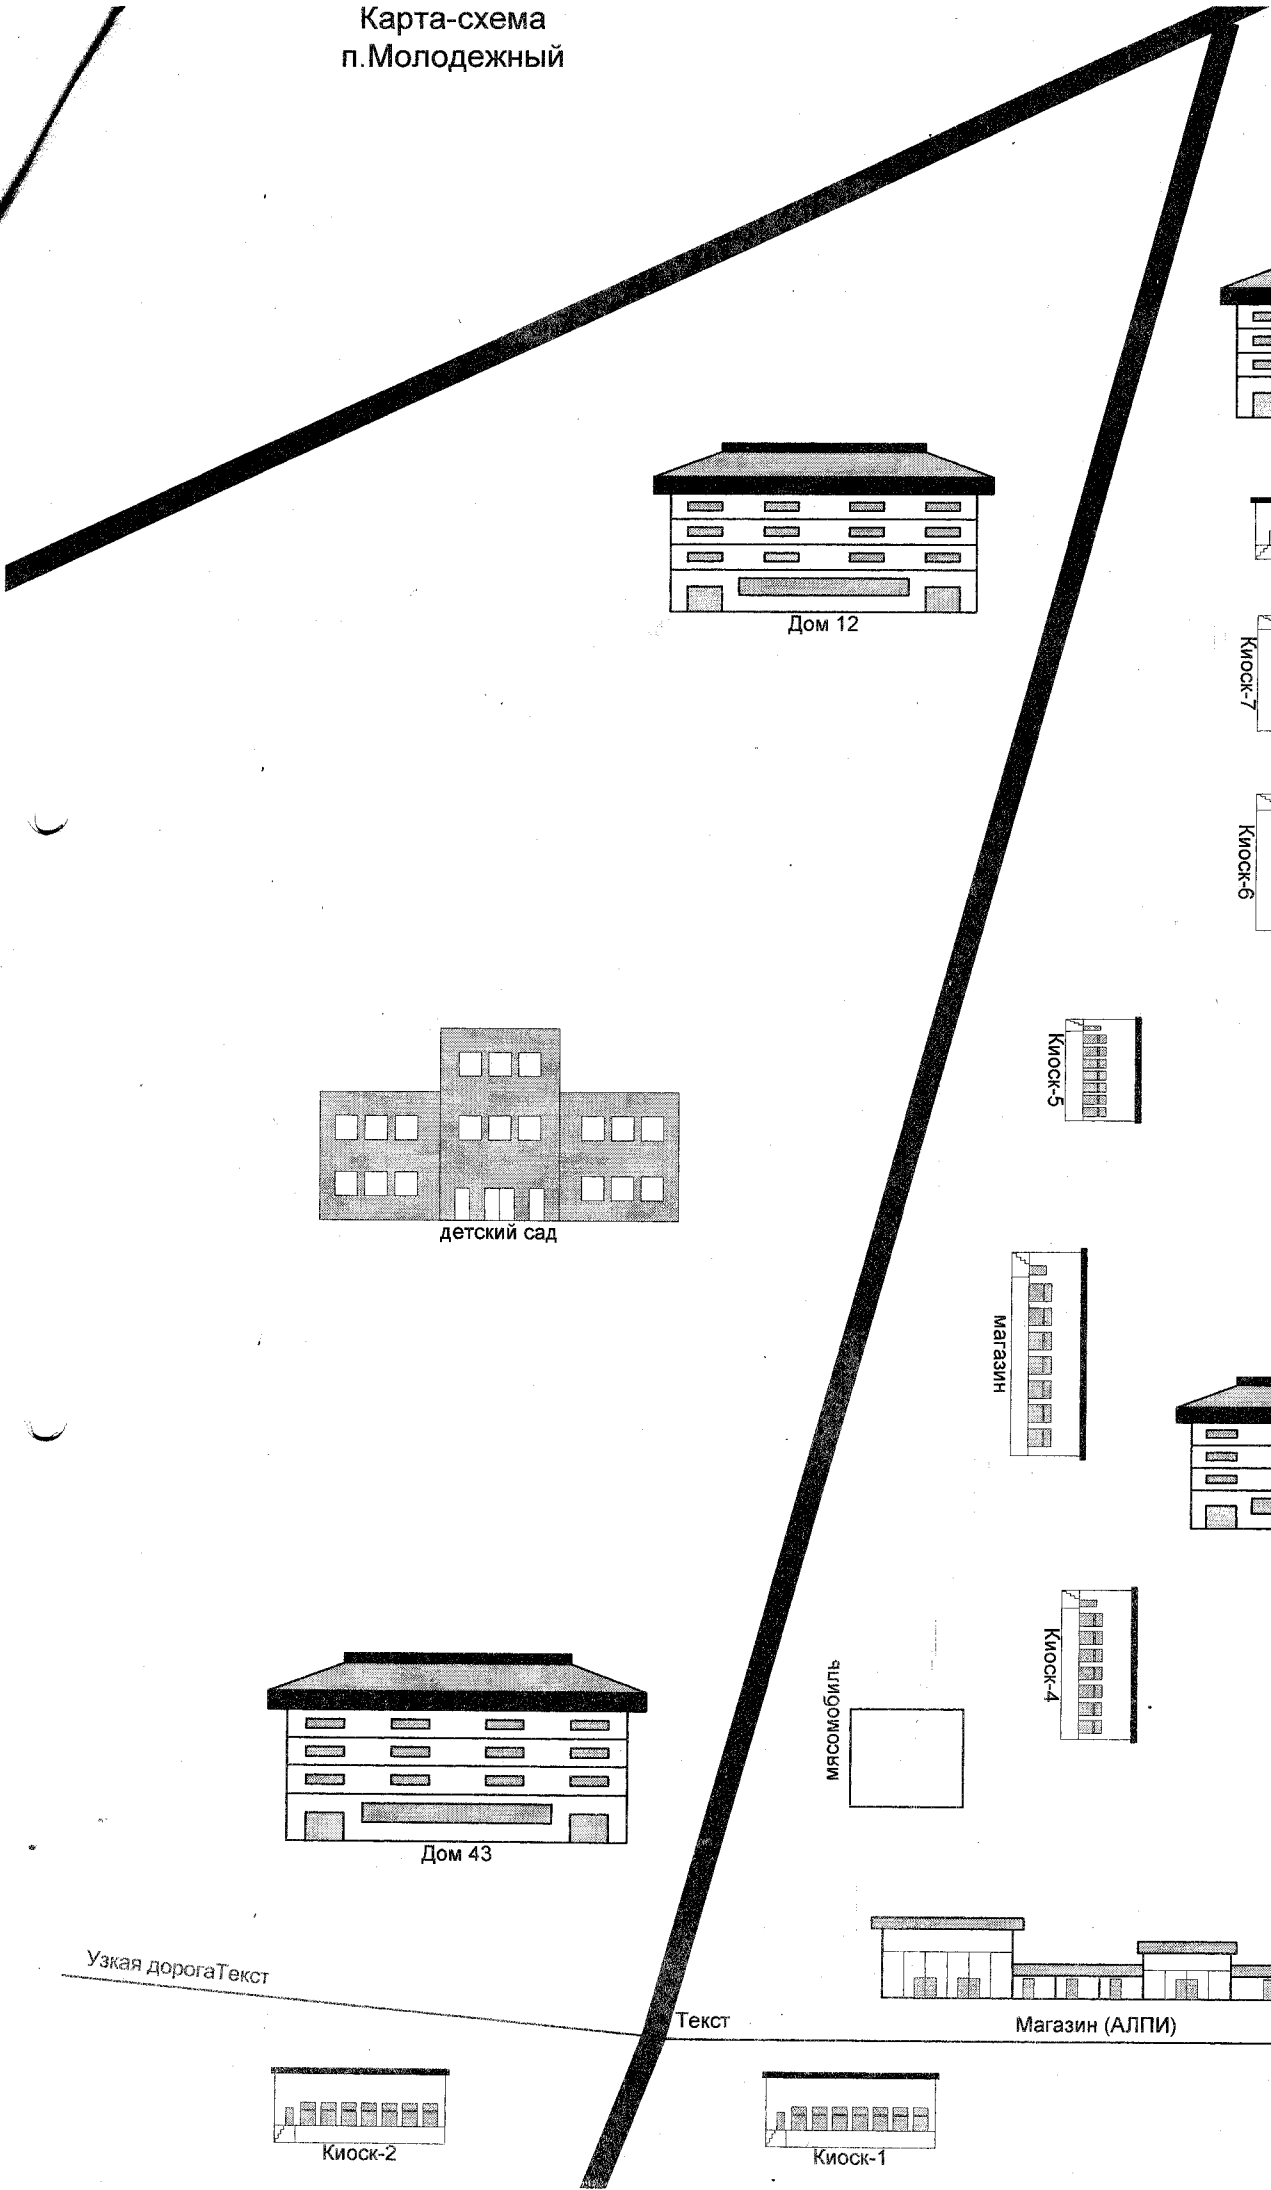 Карта-схема
п.Молодежный
Дом 12
Киоск-7
Киоск-6
Киоск-5
детский сад
магазин
Киоск-4
мясомобиль
Дом 43
Узкая дорогаТекст
Текст
Магазин (АЛПИ)
Киоск-2
Киоск-1